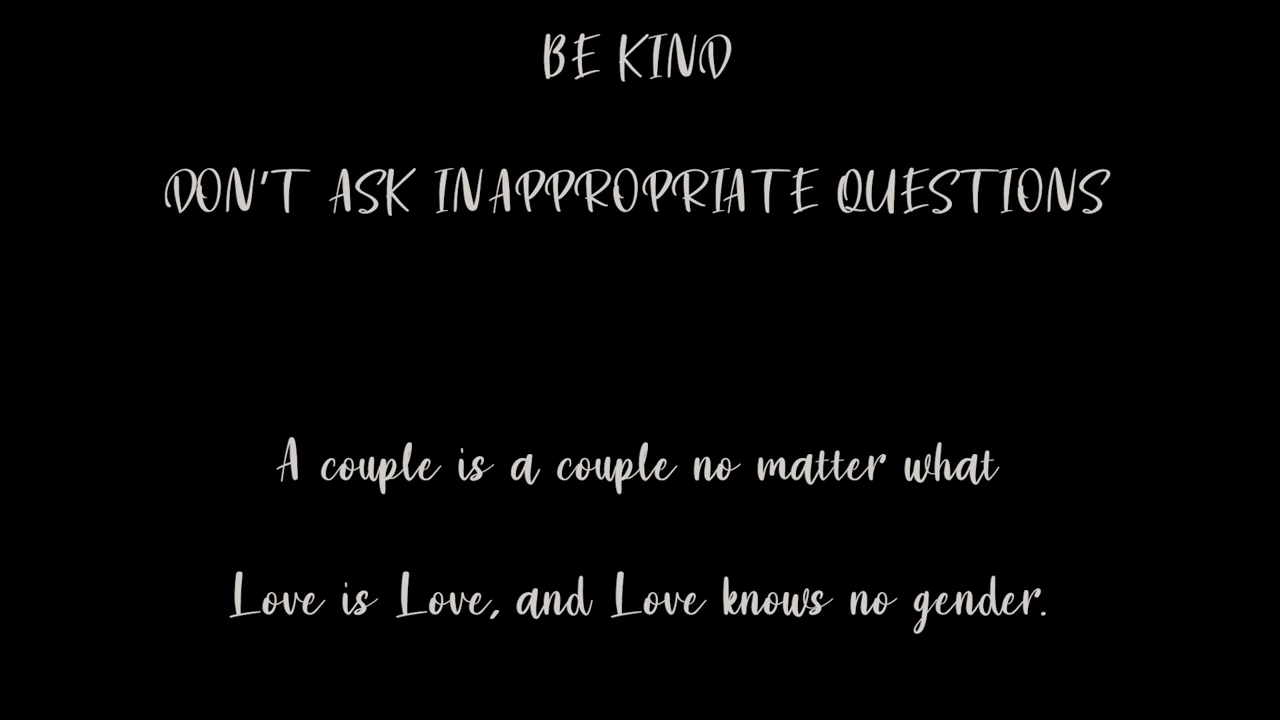 BE KIND
DON'T ASK INAPPROPRIATE QUESTIONS
A couple is a couple no matter what
Love is Love, and Love knows no gender.